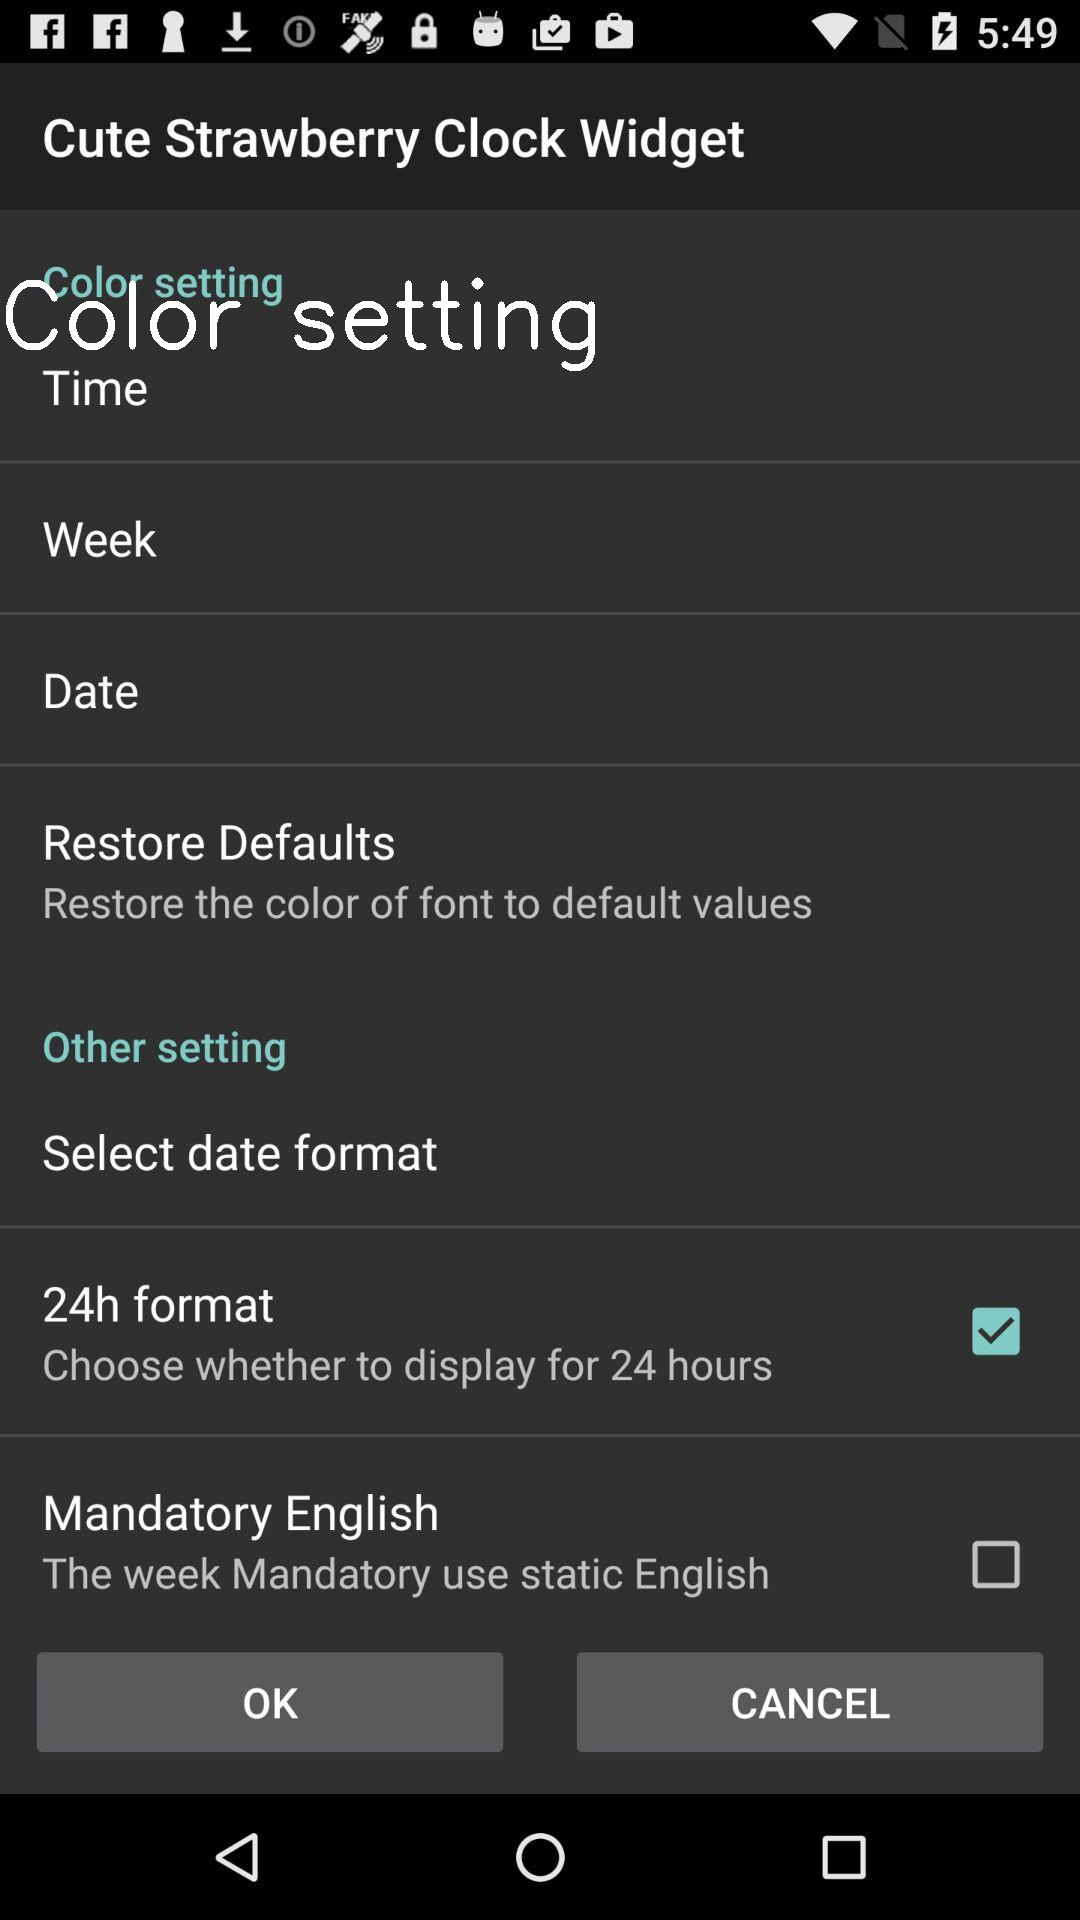 FAKE
5:49
Cute Strawberry Clock Widget
Color setting
Color setting
Time
Week
Date
Restore Defaults
Restore the color of font to default values
Other setting
Select date format
24h format
Choose whether to display for 24 hours
Mandatory English
The week Mandatory use static English
OK
CANCEL